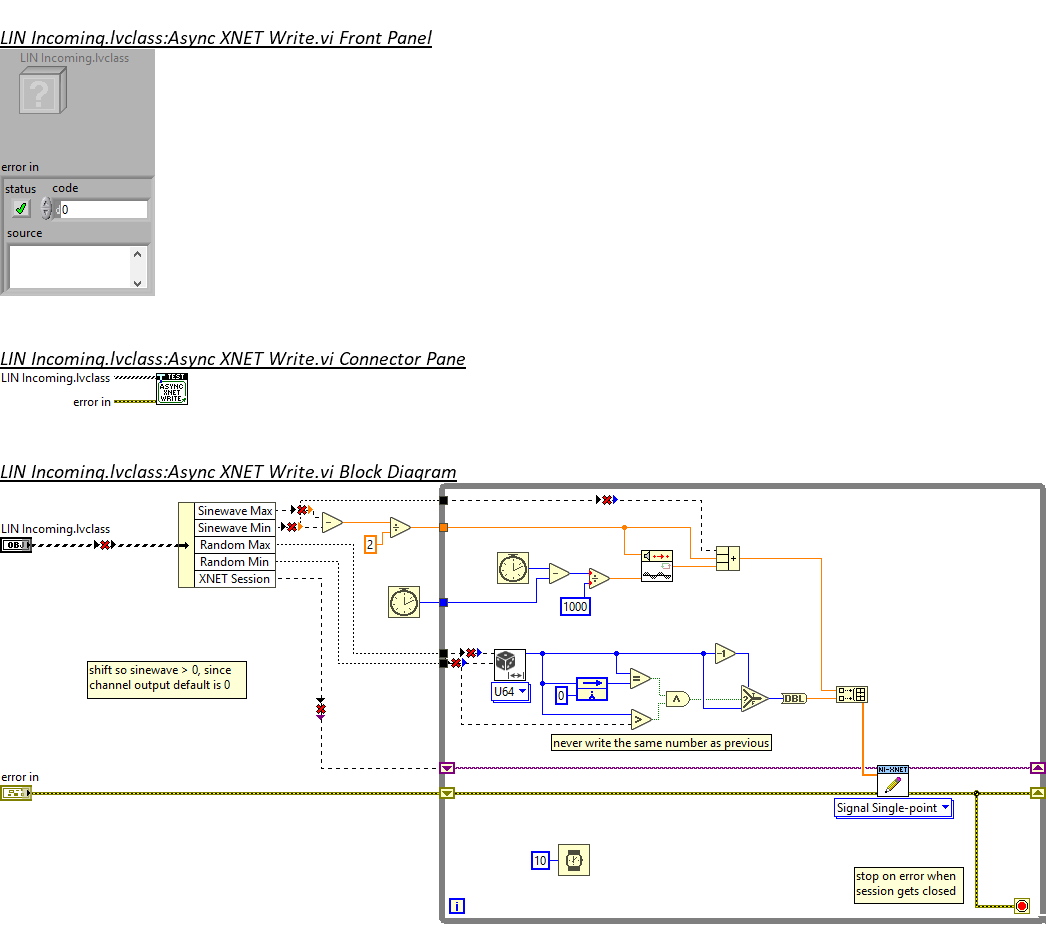 LIN Incoming.lvclass:Async XNET Write.vi Front Panel
LIN Incoming.lvclass
?
error in
status code
0
source
LIN Incoming.lvclass:Async XNET Write.vi Connector Pane
LIN Incoming.lvclass
TEST
ASYNC
XNET
WRITE
error in
LIN Incoming.lvclass:Async XNET Write.vi Block Diagram
Sinewave Max
LIN Incoming.lvclass
Sinewave Min
OBJ
2
Random Max
Random Min
XNET Session
1000
shift so sinewave > 0, since
channel output default is 0
U64
0
-1
DBL
never write the same number as previous
error in
NI-XNET
Signal Single-point
10
stop on error when
session gets closed
i